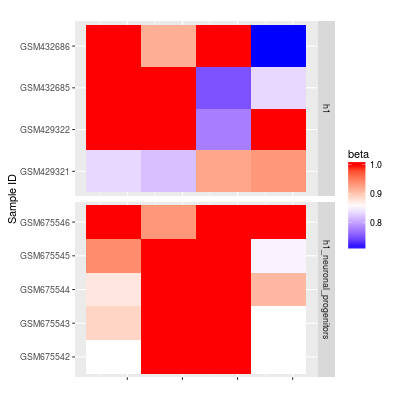 Sample ID
GSM432686
GSM432685
GSM429322
GSM429321
h1
GSM675546
GSM675545
GSM675544
GSM675543
GSM675542
h1_neuronal_progenitors
beta
1.0
0.9
0.8